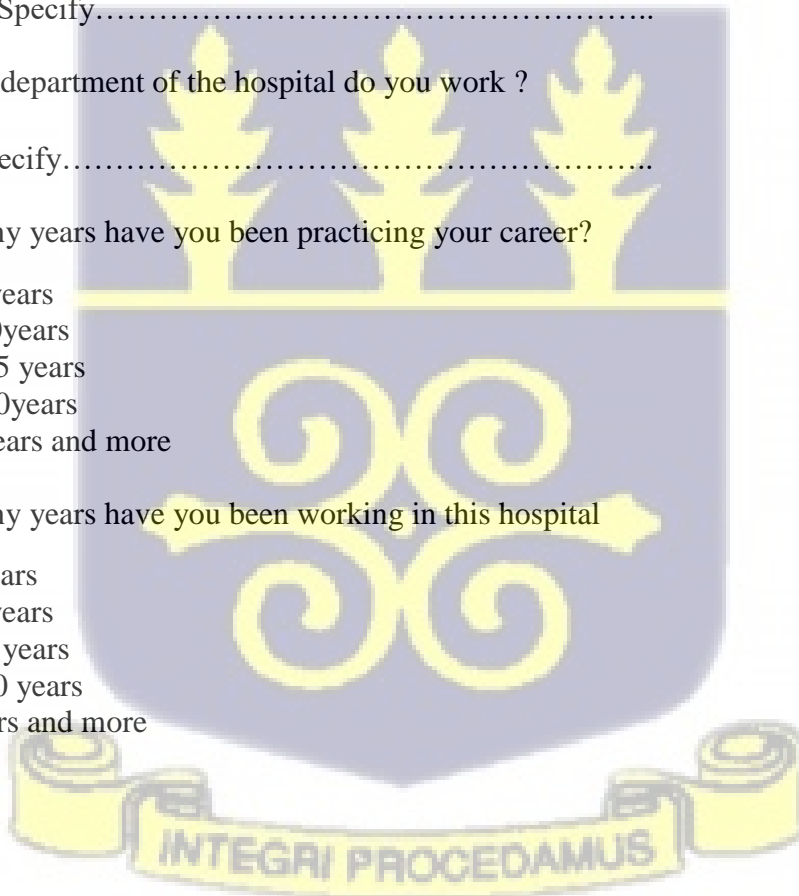 Specify…………………………………………………..
department of the hospital do you work ?
ecify…………………………………………………..
ny years have you been practicing your career?
years
0years
5 years
0years
ears and more
ny years have you been working in this hospital
ars
years
years
0 years
rs and more
INTEGRI PROCEDAMUS